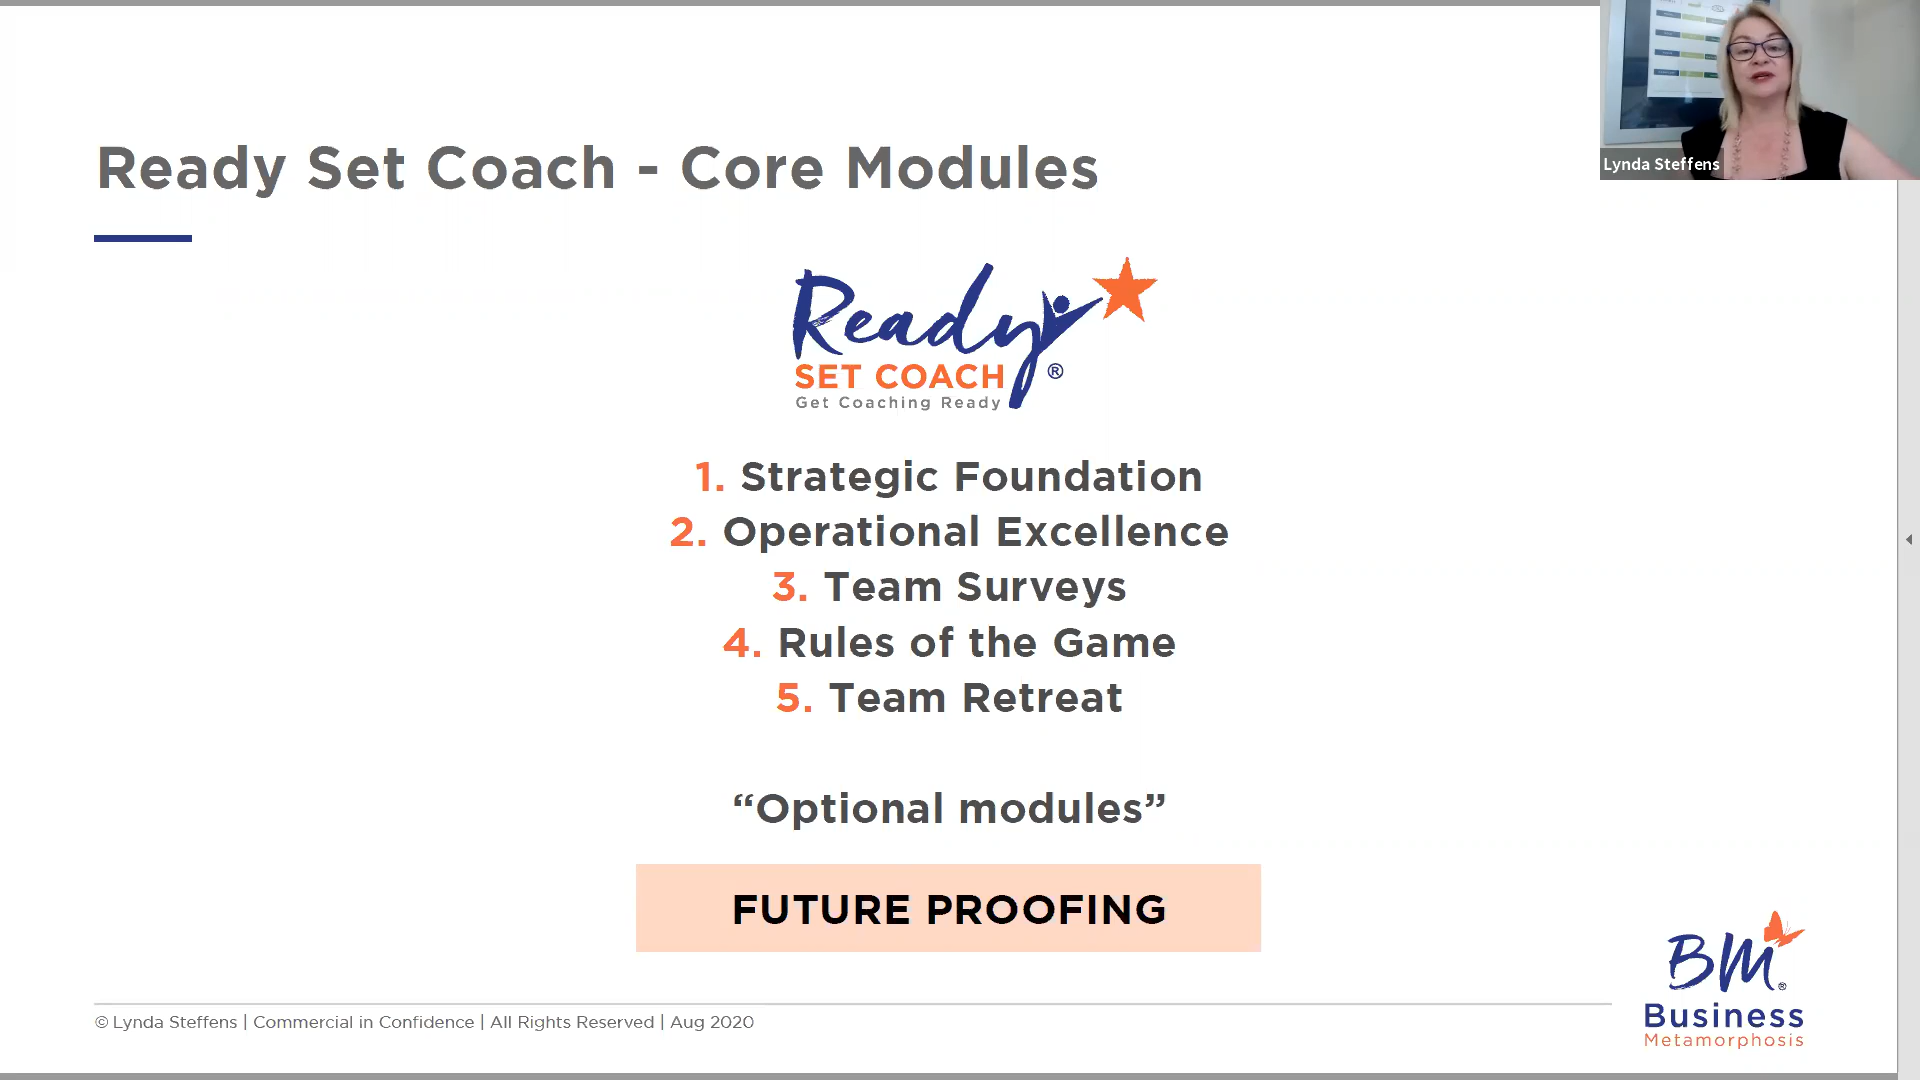 Lynda Steffens
Ready Set Coach - Core Modules
Ready
SET COACH ®
Get Coaching Ready
1. Strategic Foundation
2. Operational Excellence
3. Team Surveys
4. Rules of the Game
5. Team Retreat
“Optional modules”
FUTURE PROOFING
BM®
Business
Metamorphosis
© Lynda Steffens | Commercial in Confidence | All Rights Reserved | Aug 2020